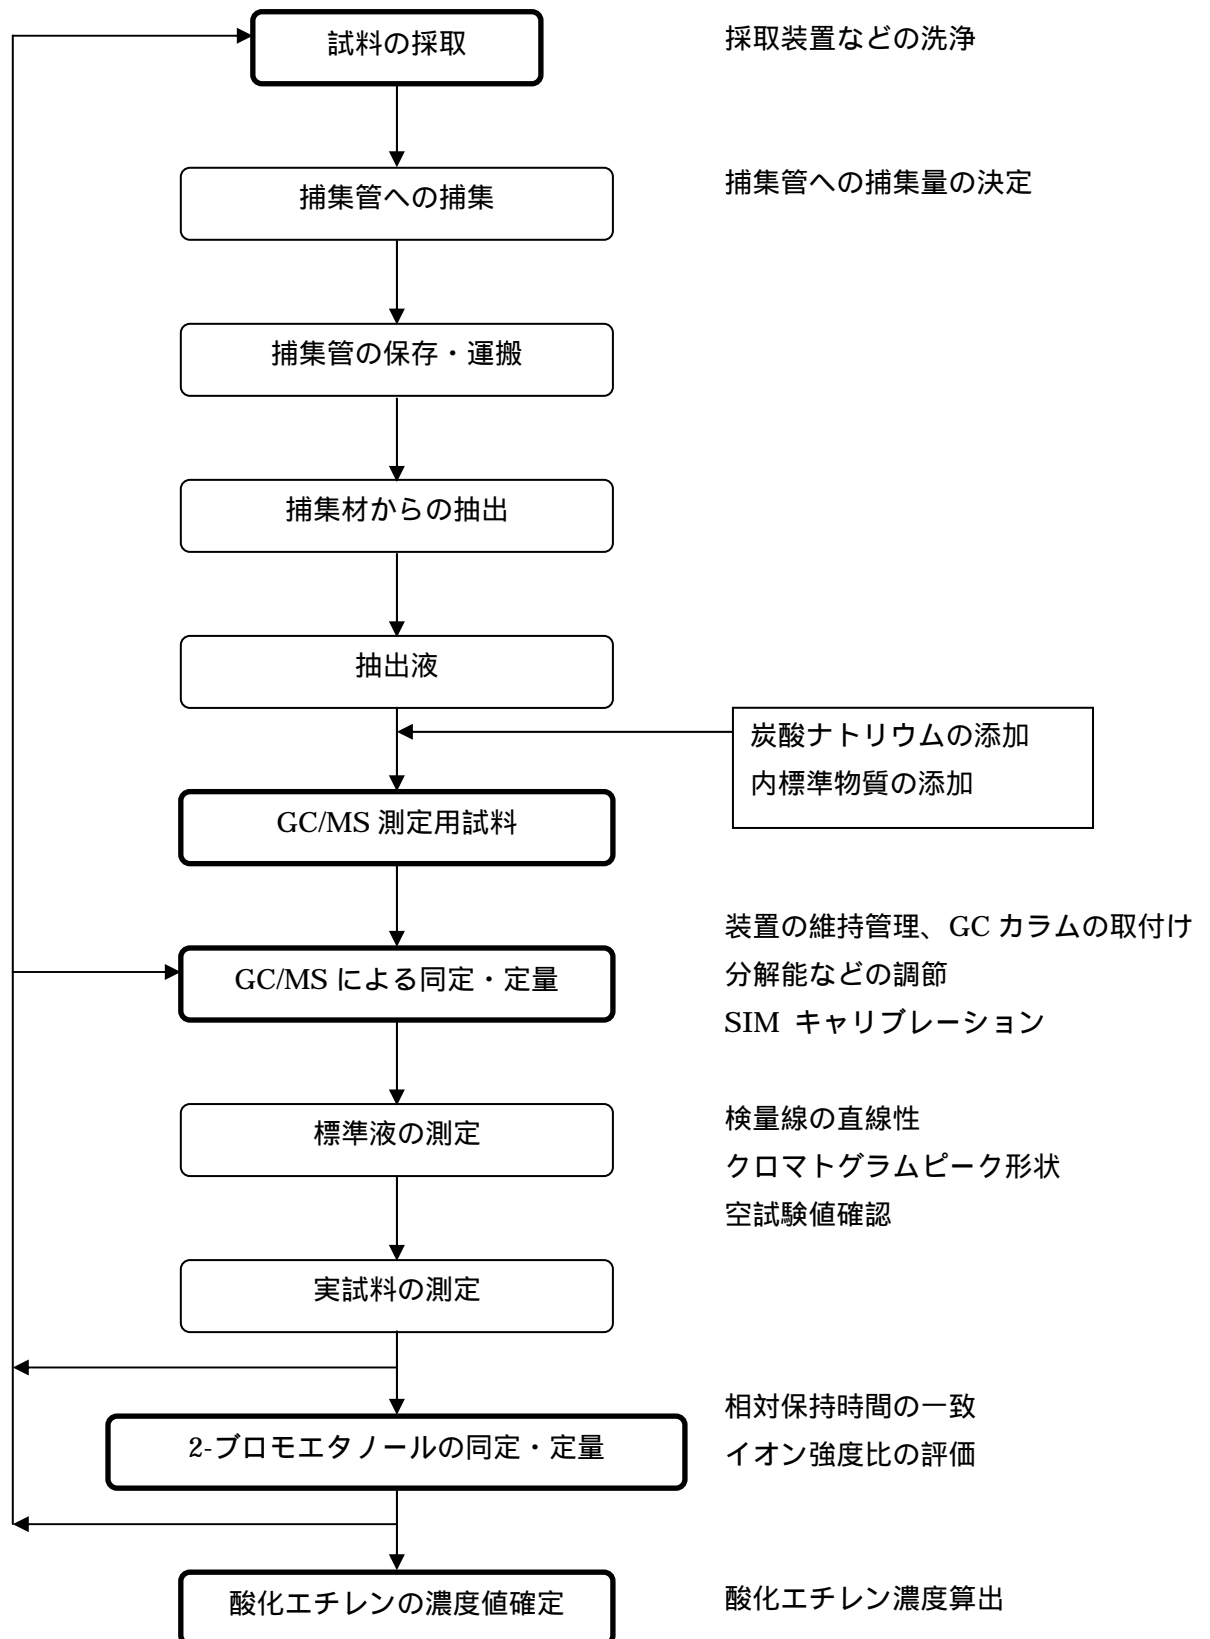 試料の採取
採取装置などの洗浄
捕集管への捕集
捕集管への捕集量の決定
捕集管の保存・運搬
捕集材からの抽出
抽出液
炭酸ナトリウムの添加
内標準物質の添加
GC/MS 測定用試料
GC/MS による同定・定量
装置の維持管理、GC カラムの取付け
分解能などの調節
SIM キャリブレーション
標準液の測定
検量線の直線性
クロマトグラムピーク形状
空試験値確認
実試料の測定
2-ブロモエタノールの同定・定量
相対保持時間の一致
イオン強度比の評価
酸化エチレンの濃度値確定
酸化エチレン濃度算出